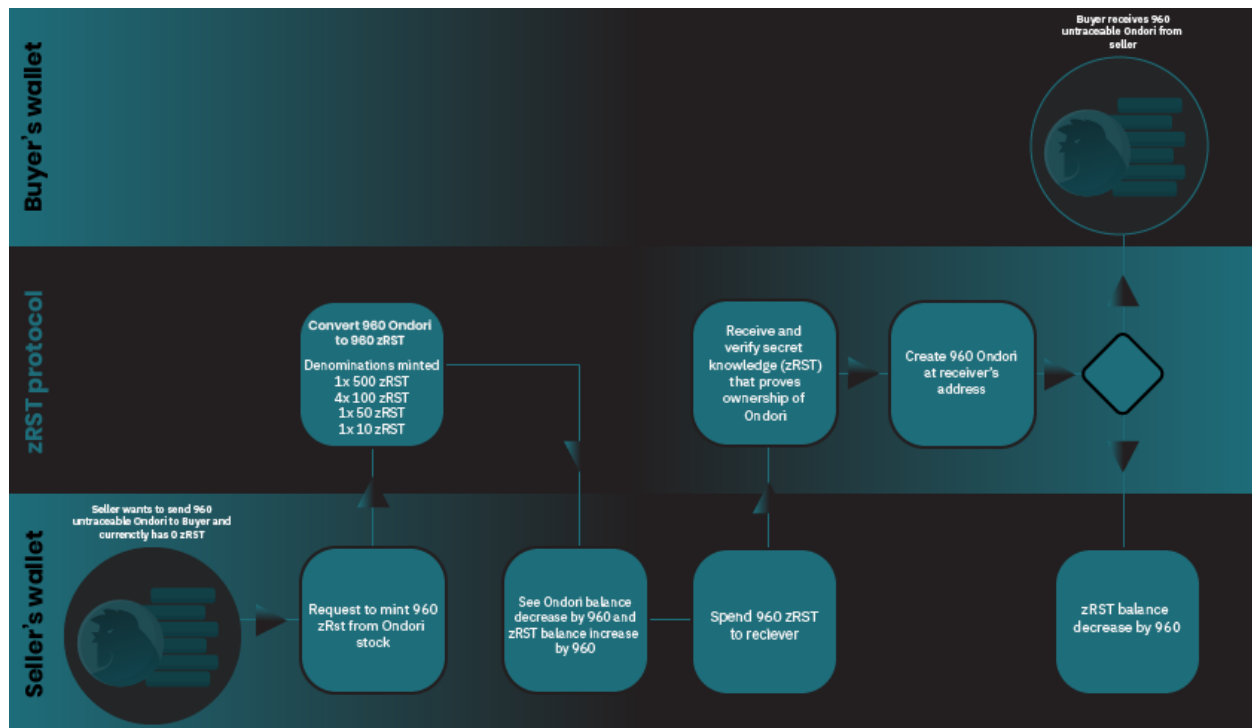 Buyer's wallet
Buyer receives 960
untraceable Ondori from
seller
zRST protocol
Convert 960 Ondori
to 960 zRST
Denominations minted
1x 500 zRST
4x 100 zRST
1x 50 zRST
1x 10 zRST
Receive and
verify secret
knowledge (zRST)
that proves
ownership of
Ondori
Create 960 Ondori
at receiver's
address
Seller's wallet
Seller wants to send 960
untraceable Ondori to Buyer and
currenctly has 0 zRST
Request to mint 960
zRst from Ondori
stock
See Ondori balance
decrease by 960 and
zRST balance increase
by 960
Spend 960 zRST
to reciever
zRST balance
decrease by 960